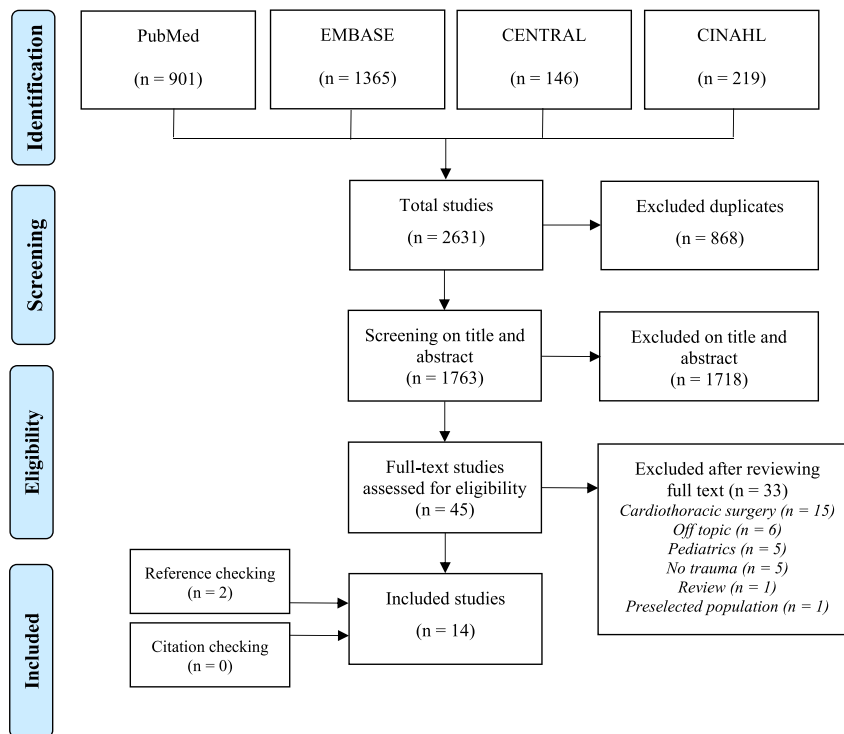 Identification
PubMed
(n = 901)
EMBASE
(n = 1365)
CENTRAL
(n = 146)
CINAHL
(n = 219)
Screening
Total studies
(n = 2631)
Excluded duplicates
(n = 868)
Screening on title and
abstract
(n = 1763)
Excluded on title and
abstract
(n = 1718)
Eligibility
Full-text studies
assessed for eligibility
(n = 45)
Excluded after reviewing
full text (n = 33)
Cardiothoracic surgery (n = 15)
Off topic (n = 6)
Pediatrics (n = 5)
No trauma (n = 5)
Review (n = 1)
Preselected population (n = 1)
Included
Reference checking
(n = 2)
Citation checking
(n = 0)
Included studies
(n = 14)